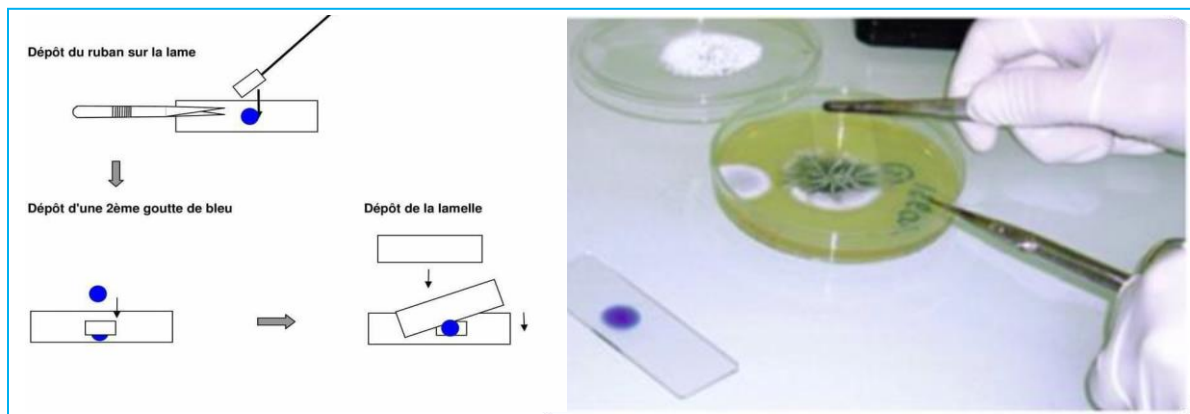 Dépôt du ruban sur la lame
Dépôt d'une 2ème goutte de bleu
Dépôt de la lamelle